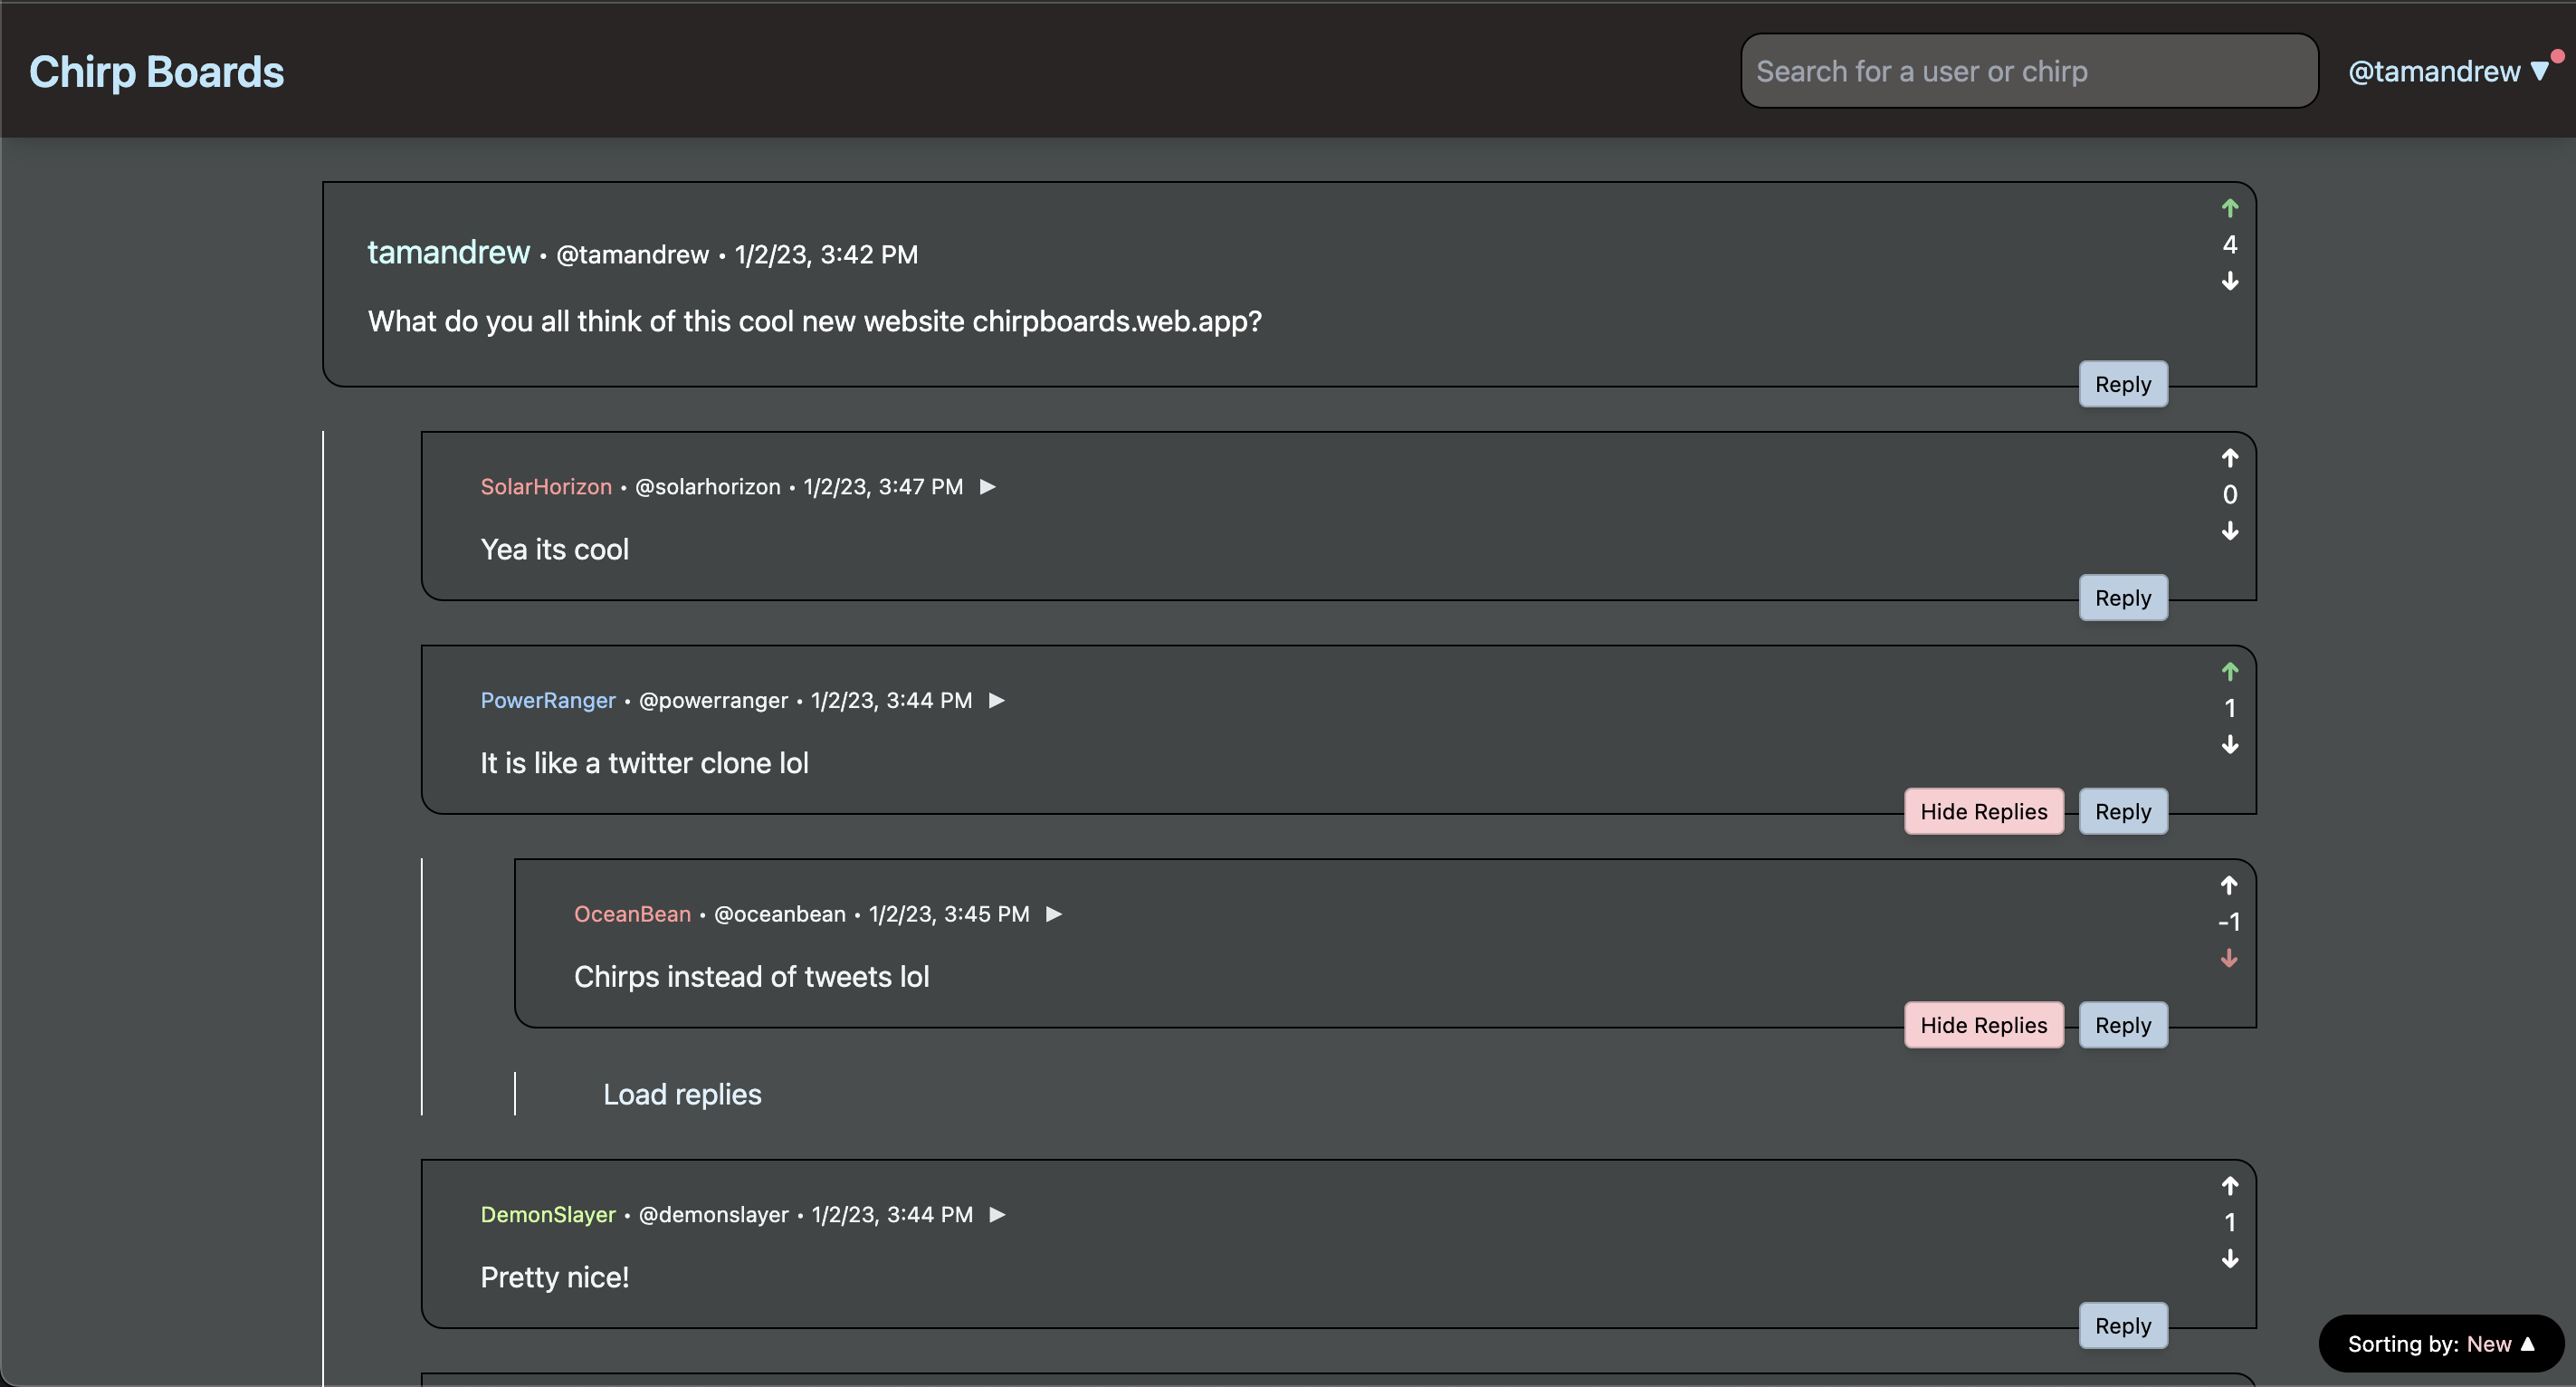 Chirp Boards
Search for a user or chirp
@tamandrew ▼
tamandrew • @tamandrew • 1/2/23, 3:42 PM
4
What do you all think of this cool new website chirpboards.web.app?
Reply
SolarHorizon • @solarhorizon • 1/2/23, 3:47 PM ▶
0
Yea its cool
Reply
PowerRanger • @powerranger • 1/2/23, 3:44 PM ▶
1
It is like a twitter clone lol
Hide Replies
Reply
OceanBean • @oceanbean • 1/2/23, 3:45 PM ▶
-1
Chirps instead of tweets lol
Hide Replies
Reply
Load replies
DemonSlayer • @demonslayer • 1/2/23, 3:44 PM ▶
1
Pretty nice!
Reply
Sorting by: New ▲